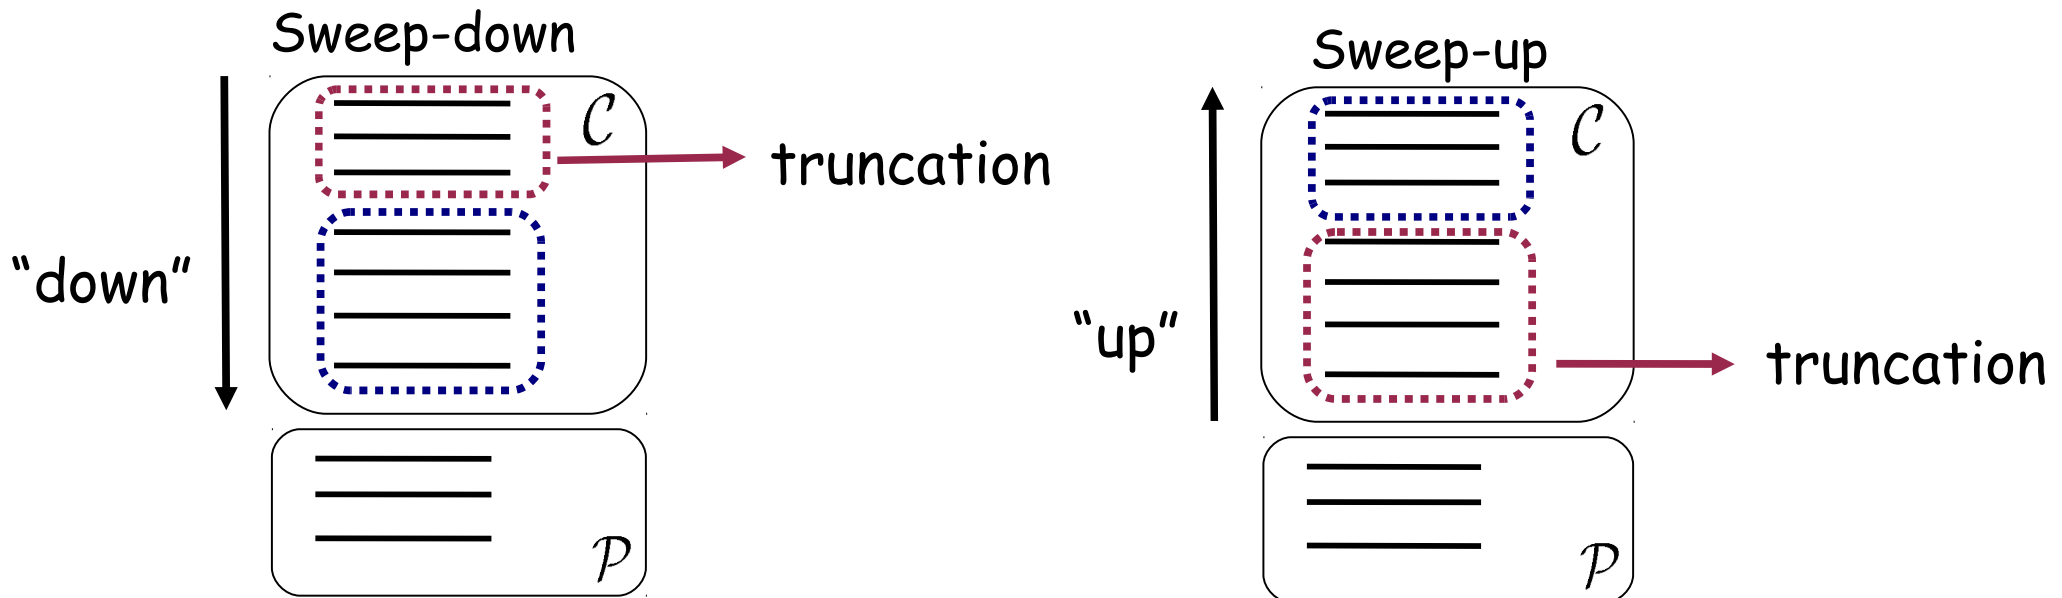 Sweep-down
𝒞
truncation
“down”
𝒫
Sweep-up
𝒞
“up”
truncation
𝒫